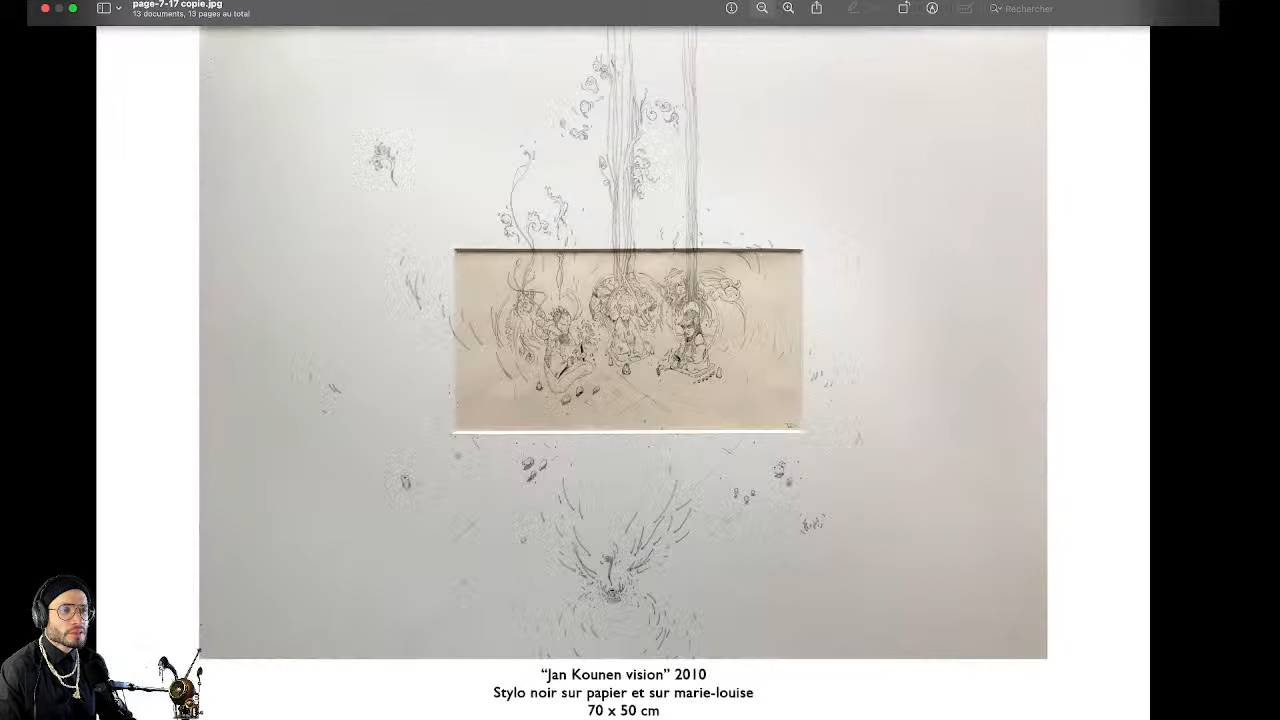 page-7-17 copie.jpg
13 documents, 13 pages au total
Rechercher
“Jan Kounen vision” 2010
Stylo noir sur papier et sur marie-louise
70 x 50 cm